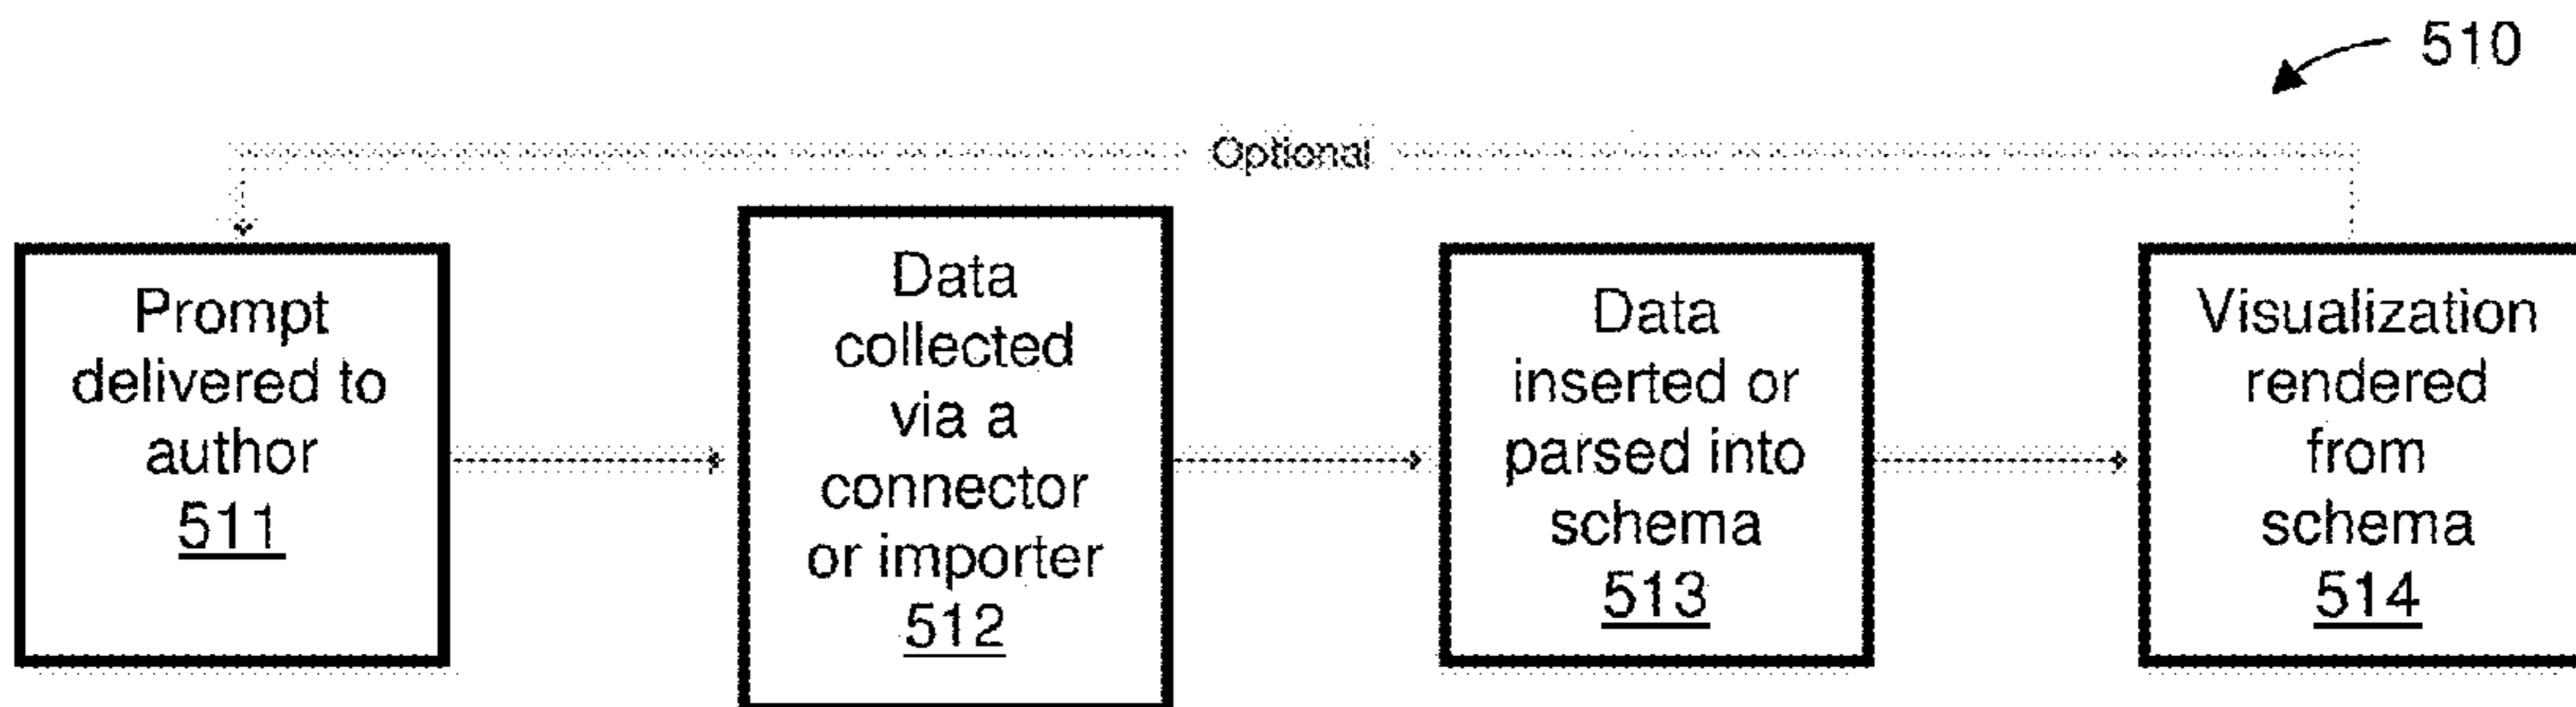 510
Optional
Prompt
delivered to
author
511
Data
collected
via a
connector
or importer
512
Data
inserted or
parsed into
schema
513
Visualization
rendered
from
schema
514